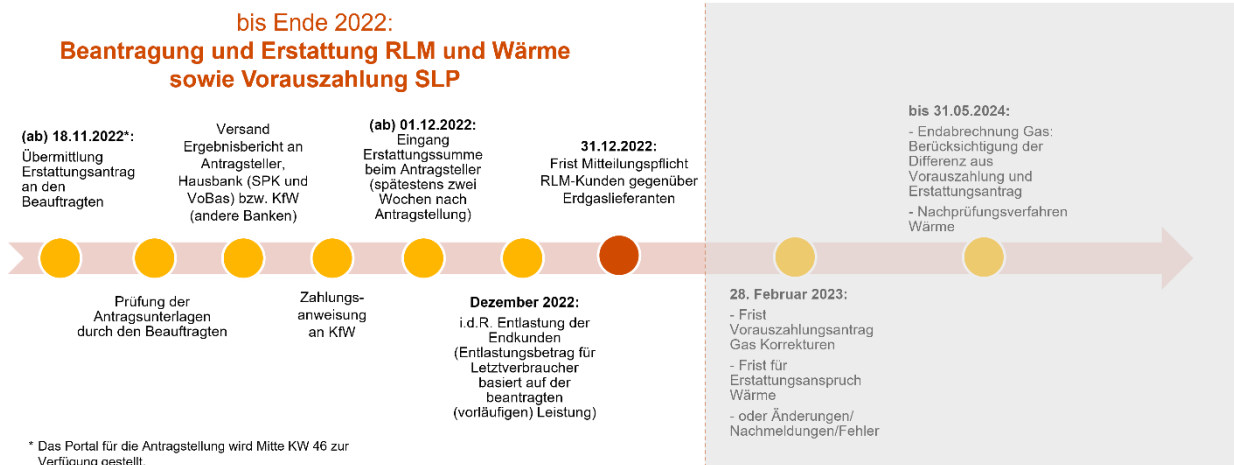 bis Ende 2022:
Beantragung und Erstattung RLM und Wärme
sowie Vorauszahlung SLP
(ab) 18.11.2022*:
Übermittlung
Erstattungsantrag
an den
Beauftragten
Versand
Ergebnisbericht an
Antragsteller,
Hausbank (SPK und
VoBas) bzw. KfW
(andere Banken)
(ab) 01.12.2022:
Eingang
Erstattungssumme
beim Antragsteller
(spätestens zwei
Wochen nach
Antragstellung)
31.12.2022:
Frist Mitteilungspflicht
RLM-Kunden gegenüber
Erdgaslieferanten
bis 31.05.2024:
- Endabrechnung Gas:
Berücksichtigung der
Differenz aus
Vorauszahlung und
Erstattungsantrag
- Nachprüfungsverfahren
Wärme
Prüfung der
Antragsunterlagen
durch den Beauftragten
Zahlungs-
anweisung
an KfW
Dezember 2022:
i.d.R. Entlastung der
Endkunden
(Entlastungsbetrag für
Letztverbraucher
basiert auf der
beantragten
(vorläufigen) Leistung)
28. Februar 2023:
- Frist
Vorauszahlungsantrag
Gas Korrekturen
- Frist für
Erstattungsanspruch
Wärme
- oder Änderungen/
Nachmeldungen/Fehler
* Das Portal für die Antragstellung wird Mitte KW 46 zur
Verfügung gestellt.